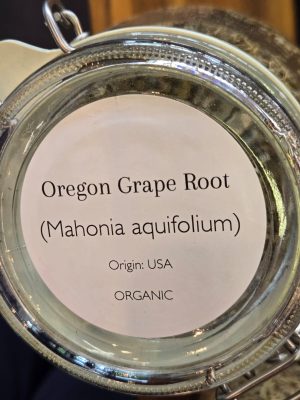 Oregon Grape Root
(Mahonia aquifolium)
Origin: USA
ORGANIC